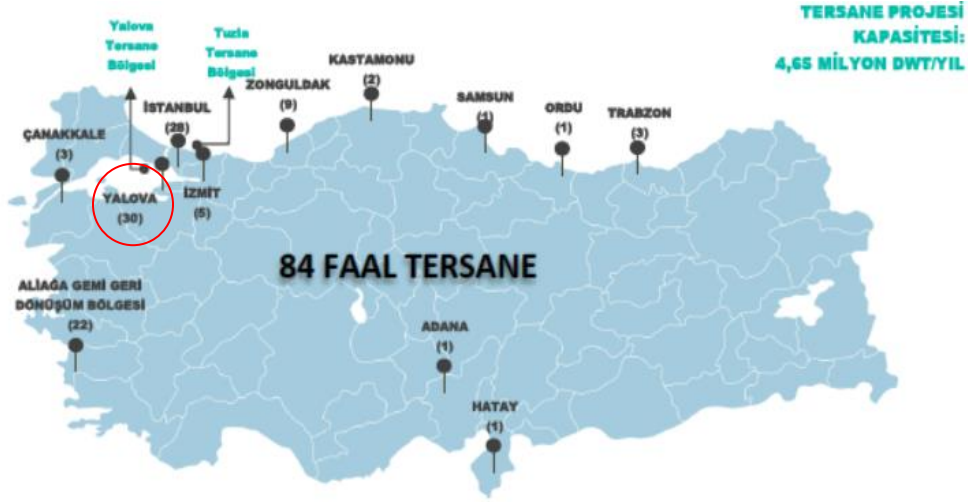 TERSANE PROJESİ
KAPASİTESİ:
4,65 MİLYON DWT/YIL
Yalova
Tersane
Bölgesi
Tuzla
Tersane
Bölgesi
KASTAMONU
(2)
ZONGULDAK
(9)
SAMSUN
(1)
ORDU
(1)
TRABZON
(3)
İSTANBUL
(28)
ÇANAKKALE
(3)
YALOVA
(30)
İZMİT
(5)
84 FAAL TERSANE
ALİAĞA GEMİ GERİ
DÖNÜŞÜM BÖLGESİ
(22)
ADANA
(1)
HATAY
(1)